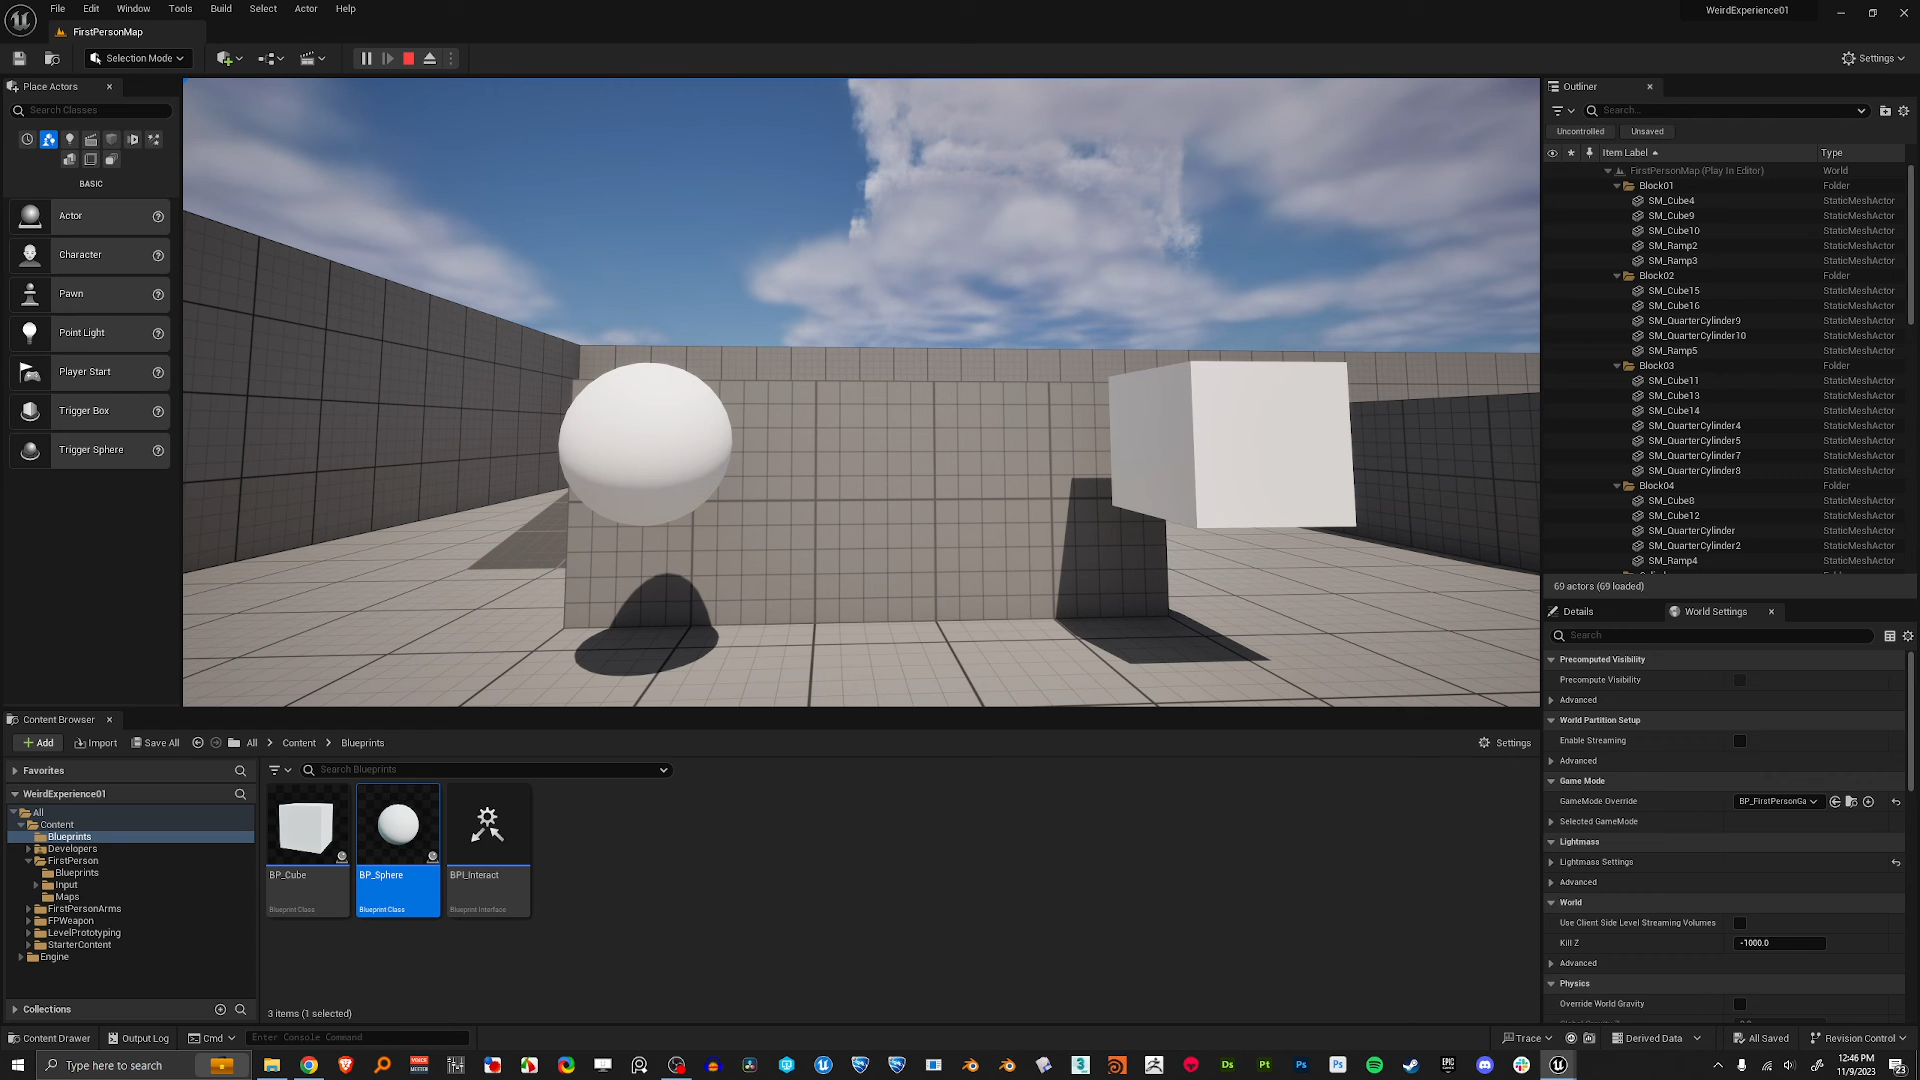 File Edit Window Tools Build Select Actor Help
WeirdExperience01
FirstPersonMap
Selection Mode
Settings
Place Actors
Search Classes
BASIC
Actor
Character
Pawn
Point Light
Player Start
Trigger Box
Trigger Sphere
Outliner
Search...
Uncontrolled Unsaved
Item Label Type
FirstPersonMap (Play In Editor) World
Block01 Folder
SM_Cube4 StaticMeshActor
SM_Cube9 StaticMeshActor
SM_Cube10 StaticMeshActor
SM_Ramp2 StaticMeshActor
SM_Ramp3 StaticMeshActor
Block02 Folder
SM_Cube15 StaticMeshActor
SM_Cube16 StaticMeshActor
SM_QuarterCylinder9 StaticMeshActor
SM_QuarterCylinder10 StaticMeshActor
SM_Ramp5 StaticMeshActor
Block03 Folder
SM_Cube11 StaticMeshActor
SM_Cube13 StaticMeshActor
SM_Cube14 StaticMeshActor
SM_QuarterCylinder4 StaticMeshActor
SM_QuarterCylinder5 StaticMeshActor
SM_QuarterCylinder7 StaticMeshActor
SM_QuarterCylinder8 StaticMeshActor
Block04 Folder
SM_Cube8 StaticMeshActor
SM_Cube12 StaticMeshActor
SM_QuarterCylinder StaticMeshActor
SM_QuarterCylinder2 StaticMeshActor
SM_Ramp4 StaticMeshActor
69 actors (69 loaded)
Details World Settings
Search
Precomputed Visibility
Precompute Visibility
Advanced
World Partition Setup
Enable Streaming
Advanced
Game Mode
GameMode Override BP_FirstPersonGa
Selected GameMode
Lightmass
Lightmass Settings
Advanced
World
Use Client Side Level Streaming Volumes
Kill Z -1000.0
Advanced
Physics
Override World Gravity
Content Browser
Add Import Save All All Content Blueprints Settings
Favorites
WeirdExperience01
All
Content
Blueprints
Developers
FirstPerson
Blueprints
Input
Maps
FirstPersonArms
FPWeapon
LevelPrototyping
StarterContent
Engine
Collections
Search Blueprints
BP_Cube BP_Sphere BPI_Interact
Blueprint Class Blueprint Class Blueprint Interface
3 items (1 selected)
Content Drawer Output Log Cmd Enter Console Command Trace Derived Data All Saved Revision Control
Type here to search
Ds Pt Ps Ps
12:46 PM
11/9/2023
23